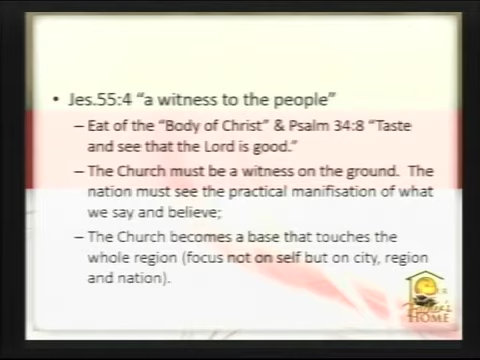 • Jes.55:4 “a witness to the people”
– Eat of the “Body of Christ” & Psalm 34:8 “Taste
and see that the Lord is good.”
– The Church must be a witness on the ground. The
nation must see the practical manifisation of what
we say and believe;
– The Church becomes a base that touches the
whole region (focus not on self but on city, region
and nation).
Father's
HOME